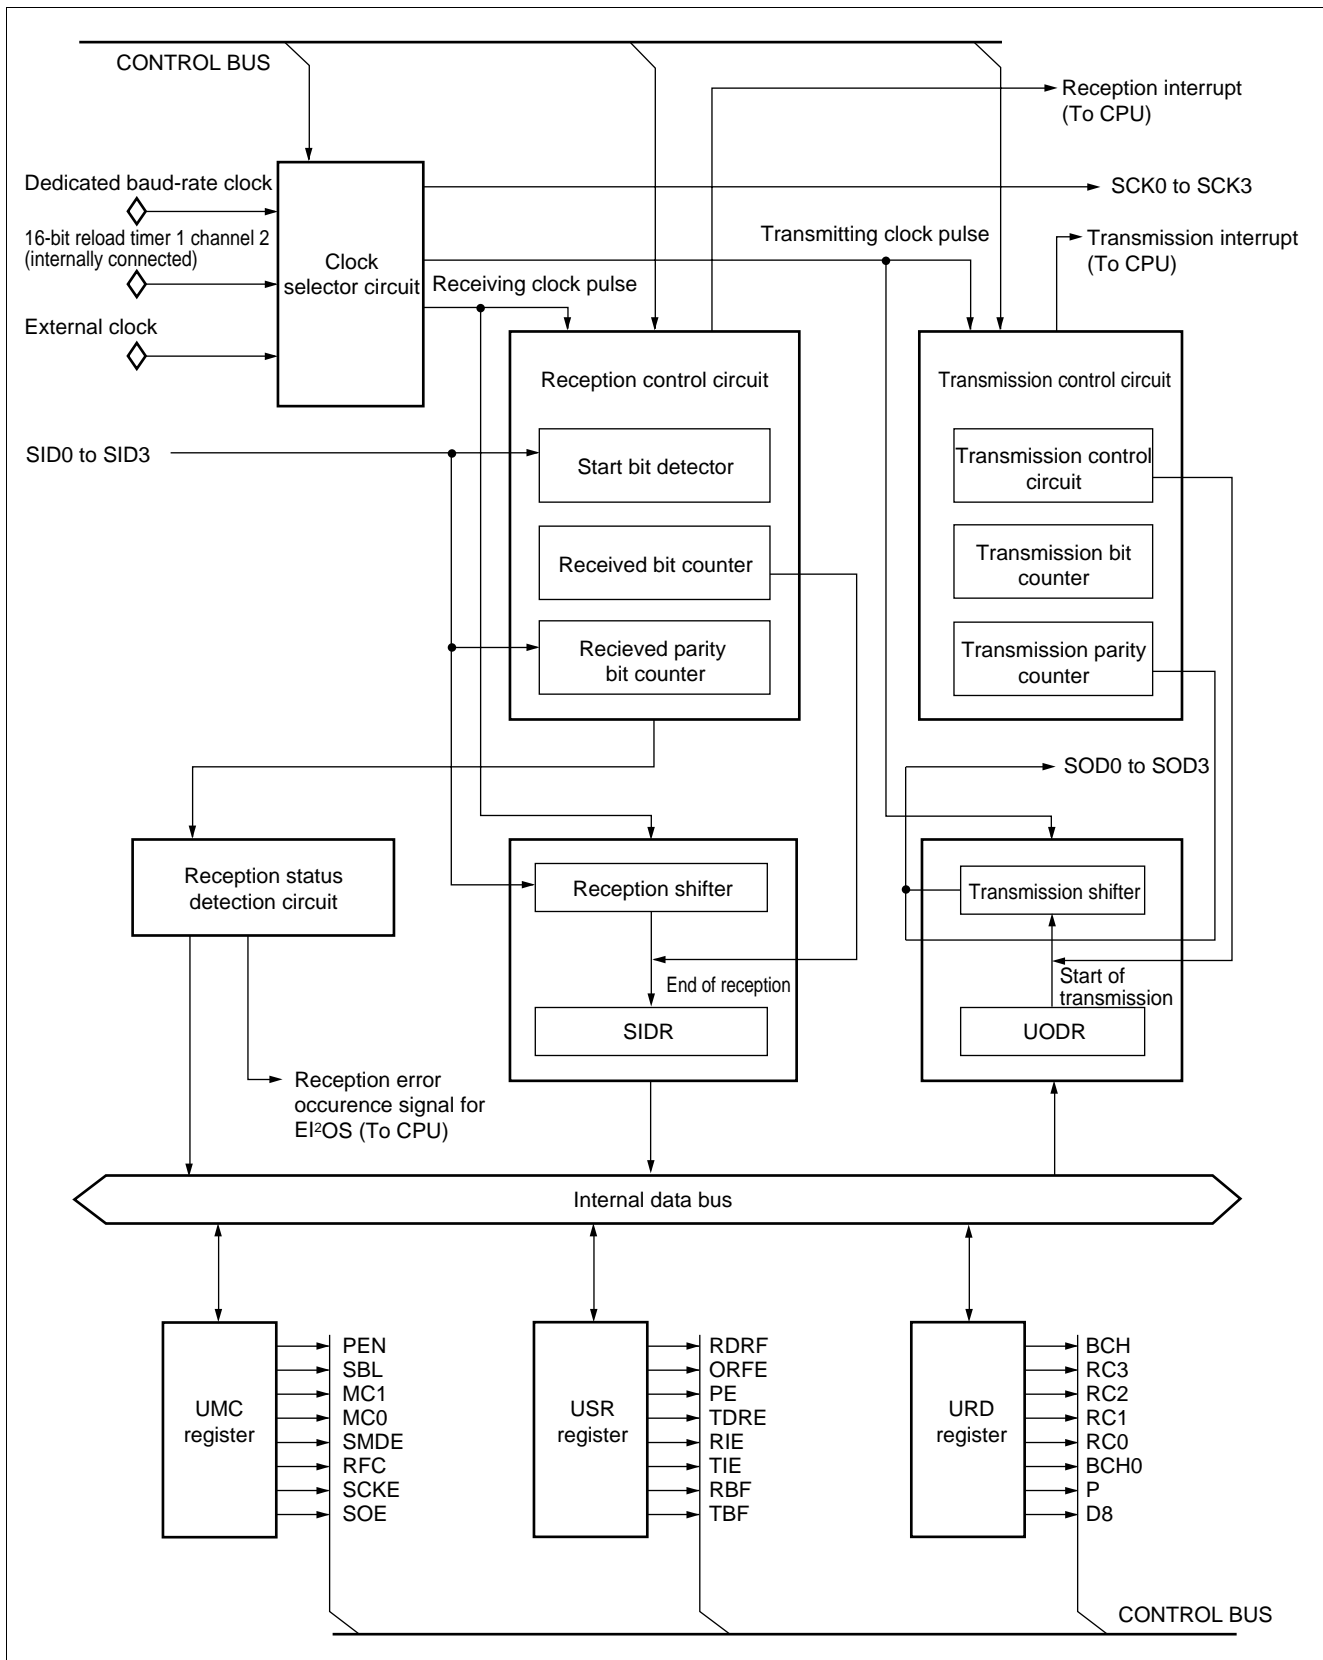 CONTROL BUS
Reception interrupt
(To CPU)
Dedicated baud-rate clock
SCK0 to SCK3
16-bit reload timer 1 channel 2
(internally connected)
Transmitting clock pulse
Transmission interrupt
(To CPU)
Clock
selector circuit
Receiving clock pulse
External clock
Reception control circuit
Transmission control circuit
SID0 to SID3
Start bit detector
Transmission control
circuit
Received bit counter
Transmission bit
counter
Recieved parity
bit counter
Transmission parity
counter
SOD0 to SOD3
Reception status
detection circuit
Reception shifter
Transmission shifter
End of reception
Start of
transmission
SIDR
UODR
Reception error
occurence signal for
EI²OS (To CPU)
Internal data bus
UMC
register
PEN
SBL
MC1
MC0
SMDE
RFC
SCKE
SOE
USR
register
RDRF
ORFE
PE
TDRE
RIE
TIE
RBF
TBF
URD
register
BCH
RC3
RC2
RC1
RC0
BCH0
P
D8
CONTROL BUS